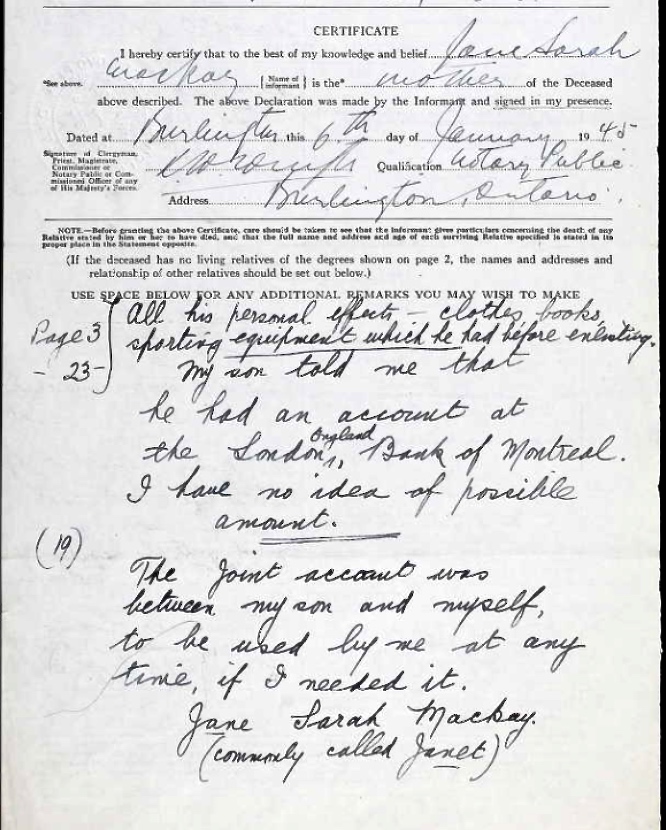 CERTIFICATE
I hereby certify that to the best of my knowledge and belief Jane Sarah
*See above. Mackay {Name of informant} is the* mother of the Deceased
above described. The above Declaration was made by the Informant and signed in my presence.
Dated at Burlington this 6th day of January 1945
Signature of Clergyman,
Priest, Magistrate,
Commissioner or
Notary Public or Com-
missioned Officer of any
of His Majesty's Forces.
Qualification Notary Public
Address Burlington, Ontario.
NOTE.—Before granting the above Certificate, care should be taken to see that the informant gives particulars concerning the death of any
Relative stated by him or her to have died, and that the full name and address and age of each surviving Relative specified is stated in its
proper place in the Statement opposite.
(If the deceased has no living relatives of the degrees shown on page 2, the names and addresses and
relationship of other relatives should be set out below.)
USE SPACE BELOW FOR ANY ADDITIONAL REMARKS YOU MAY WISH TO MAKE
Page 3
- 23-
All his personal effects – clothes, books,
sporting equipment which he had before enlisting.
My son told me that
he had an account at
the London, England, Bank of Montreal.
I have no idea of possible
amount.
(19)
The Joint account was
between my son and myself,
to be used by me at any
time, if I needed it.
Jane Sarah Mackay.
(commonly called Janet)